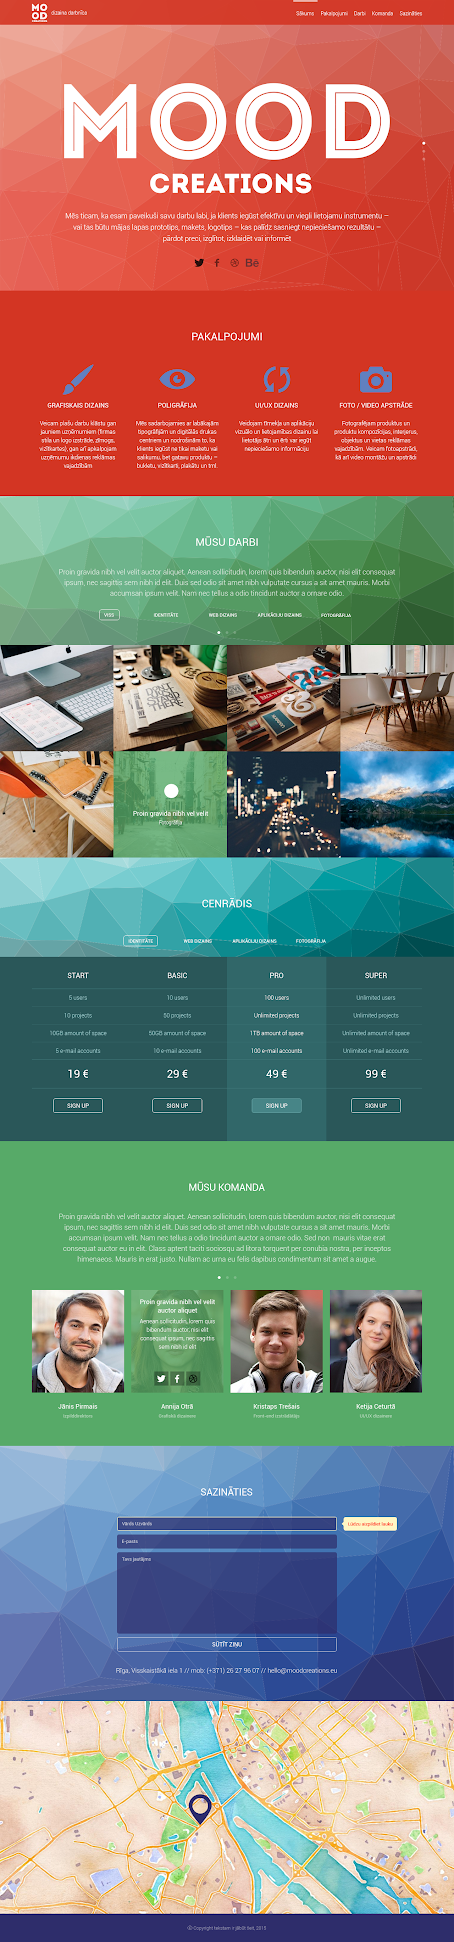 MO
OD
CREATIONS
dizaina darbnīca
Sākums Pakalpojumi Darbi Komanda Sazināties
MOOD
CREATIONS
Mēs ticam, ka esam paveikuši savu darbu labi, ja klients iegūst efektīvu un viegli lietojamu instrumentu –
vai tas būtu mājas lapas prototips, makets, logotips – kas palīdz sasniegt nepieciešamo rezultātu –
pārdot preci, izglītot, izklaidēt vai informēt
Bē
PAKALPOJUMI
GRAFISKAIS DIZAINS
Veicam plašu darbu klāstu gan
jauniem uzņēmumiem (firmas
stila un logo izstrāde, zīmogs,
vizītkartes), gan arī apkalpojam
uzņēmumu ikdienas reklāmas
vajadzībām
POLIGRĀFIJA
Mēs sadarbojamies ar labākajām
tipogrāfijām un digitālās drukas
centriem un nodrošinām to, ka
klients iegūst ne tikai maketu vai
salikumu, bet gatavu produktu –
bukletu, vizītkarti, plakātu un tml.
UI/UX DIZAINS
Veidojam tīmekļa un aplikāciju
vizuālo un lietojamības dizainu lai
lietotājs ātri un ērti var iegūt
nepieciešamo informāciju
FOTO / VIDEO APSTRĀDE
Fotografējam produktus un
produktu kompozīcijas, interjerus,
objektus un vietas reklāmas
vajadzībām. Veicam fotoapstrādi,
kā arī video montāžu un apstrādi
MŪSU DARBI
Proin gravida nibh vel velit auctor aliquet. Aenean sollicitudin, lorem quis bibendum auctor, nisi elit consequat
ipsum, nec sagittis sem nibh id elit. Duis sed odio sit amet nibh vulputate cursus a sit amet mauris. Morbi
accumsan ipsum velit. Nam nec tellus a odio tincidunt auctor a ornare odio.
VISS IDENTITĀTE WEB DIZAINS APLIKĀCIJU DIZAINS FOTOGRĀFIJA
Proin gravida nibh vel velit
Fotogrāfija
CENRĀDIS
IDENTITĀTE WEB DIZAINS APLIKĀCIJU DIZAINS FOTOGRĀFIJA
START BASIC PRO SUPER
5 users 10 users 100 users Unlimited users
10 projects 50 projects Unlimited projects Unlimited projects
10GB amount of space 50GB amount of space 1TB amount of space Unlimited amount of space
5 e-mail accounts 10 e-mail accounts 100 e-mail accounts Unlimited e-mail accounts
19 € 29 € 49 € 99 €
SIGN UP SIGN UP SIGN UP SIGN UP
MŪSU KOMANDA
Proin gravida nibh vel velit auctor aliquet. Aenean sollicitudin, lorem quis bibendum auctor, nisi elit consequat
ipsum, nec sagittis sem nibh id elit. Duis sed odio sit amet nibh vulputate cursus a sit amet mauris. Morbi
accumsan ipsum velit. Nam nec tellus a odio tincidunt auctor a ornare odio. Sed non mauris vitae erat
consequat auctor eu in elit. Class aptent taciti sociosqu ad litora torquent per conubia nostra, per inceptos
himenaeos. Mauris in erat justo. Nullam ac urna eu felis dapibus condimentum sit amet a augue.
Proin gravida nibh vel velit
auctor aliquet
Aenean sollicitudin, lorem quis
bibendum auctor, nisi elit
consequat ipsum, nec sagittis
sem nibh id elit
Jānis Pirmais Annija Otrā Kristaps Trešais Ketija Ceturtā
Izpilddirektors Grafiskā dizainere Front-end izstrādātājs UI/UX dizainere
SAZINĀTIES
Vārds Uzvārds
Lūdzu aizpildiet lauku
E-pasts
Tavs jautājums
SŪTĪT ZIŅU
Rīga, Visskaistākā iela 1 // mob: (+371) 26 27 96 07 // hello@moodcreations.eu